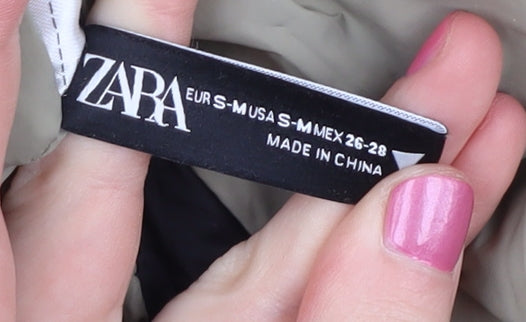 ZARA
EUR S-M USA S-M MEX 26-28
MADE IN CHINA